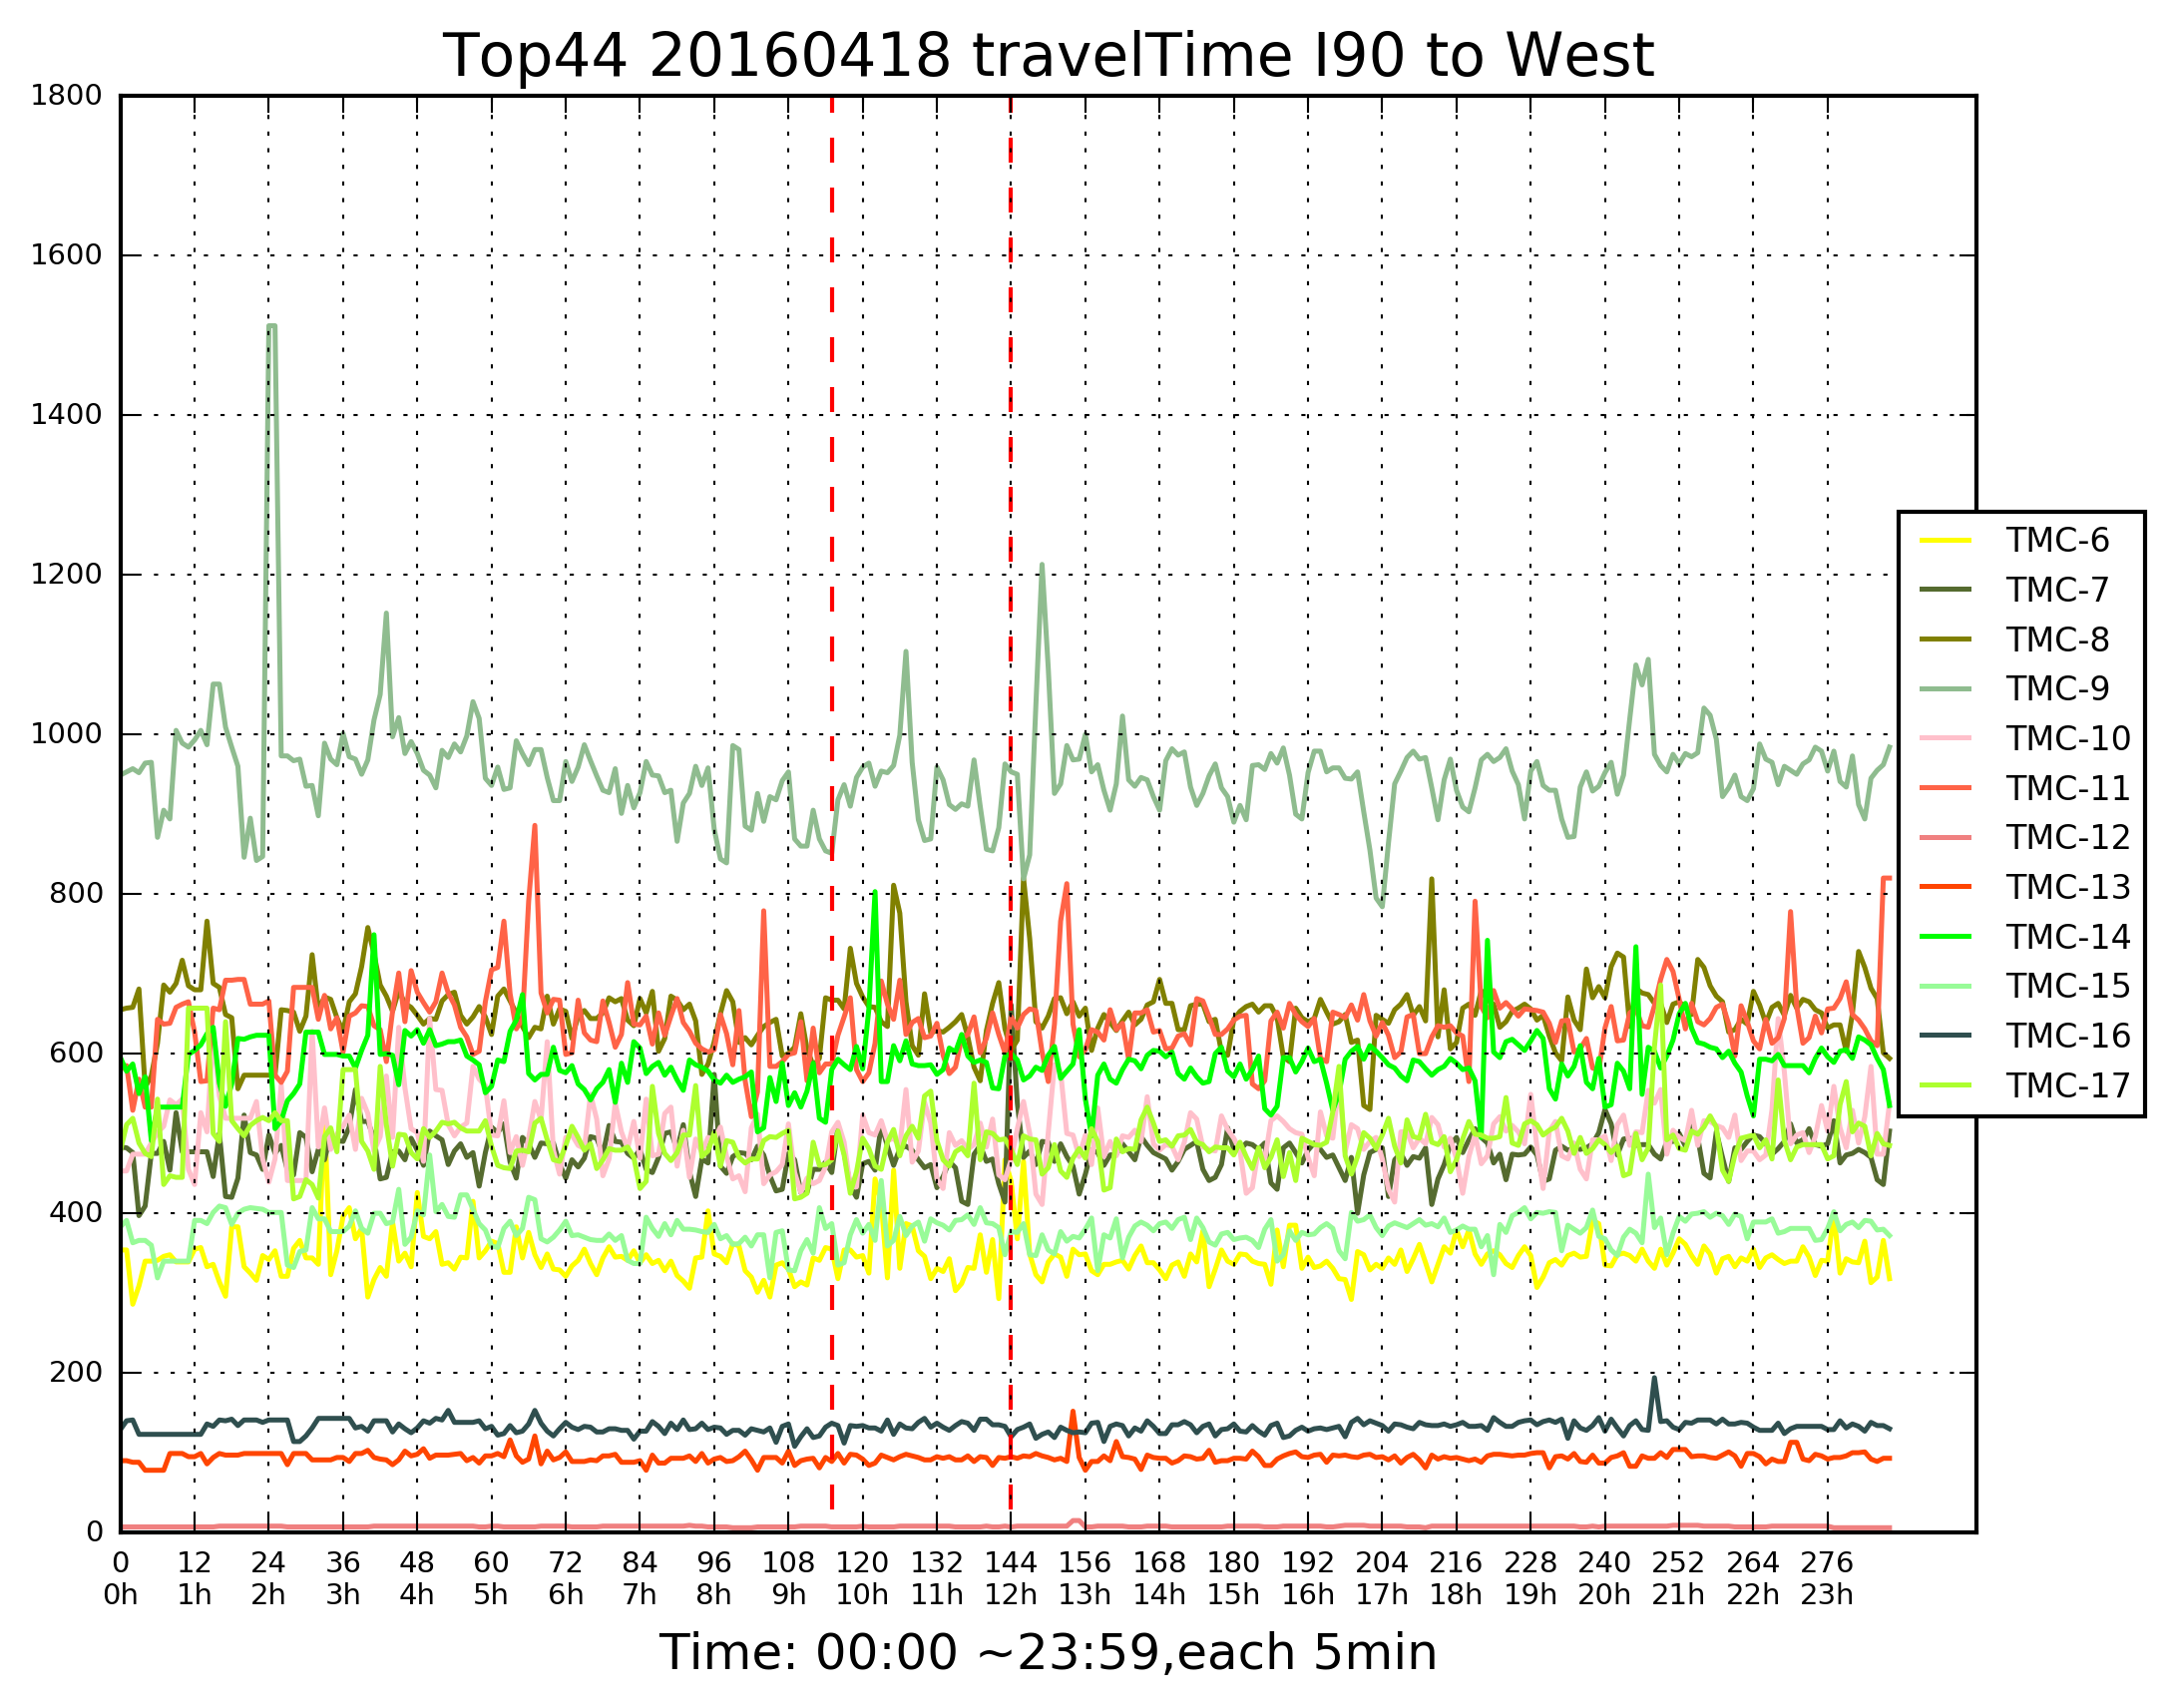 Top44 20160418 travelTime I90 to West
1800
1600
1400
1200
1000
800
600
400
200
0
0 12 24 36 48 60 72 84 96 108 120 132 144 156 168 180 192 204 216 228 240 252 264 276
0h 1h 2h 3h 4h 5h 6h 7h 8h 9h 10h 11h 12h 13h 14h 15h 16h 17h 18h 19h 20h 21h 22h 23h
Time: 00:00 ~23:59,each 5min
TMC-6
TMC-7
TMC-8
TMC-9
TMC-10
TMC-11
TMC-12
TMC-13
TMC-14
TMC-15
TMC-16
TMC-17